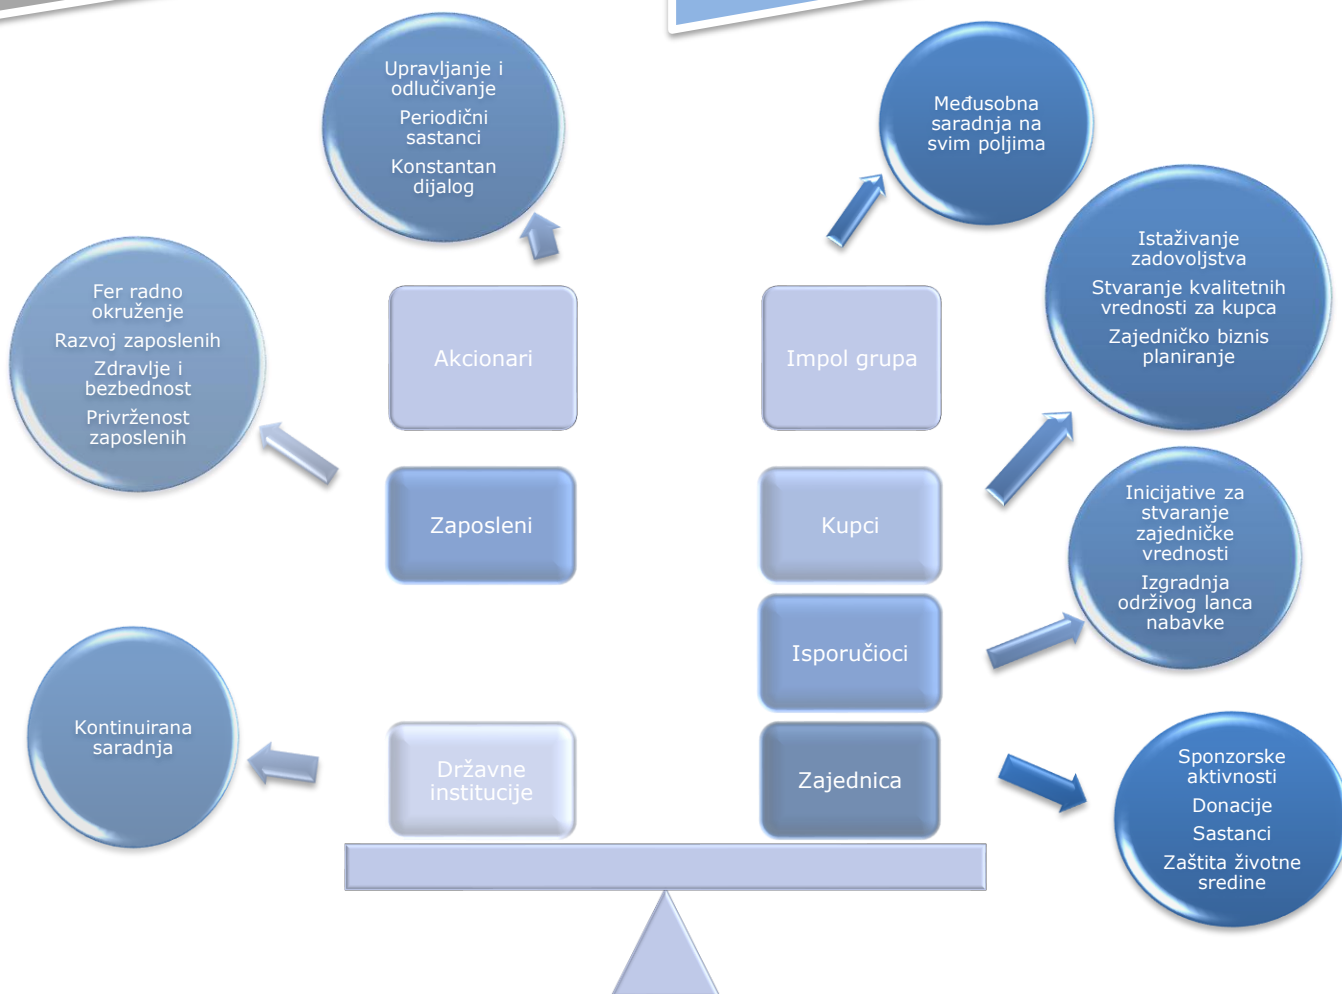 Upravljanje i
odlučivanje
Periodični
sastanci
Konstantan
dijalog
Međusobna
saradnja na
svim poljima
Istaživanje
zadovoljstva
Stvaranje kvalitetnih
vrednosti za kupca
Zajedničko biznis
planiranje
Fer radno
okruženje
Razvoj zaposlenih
Zdravlje i
bezbednost
Privrženost
zaposlenih
Akcionari
Impol grupa
Zaposleni
Kupci
Inicijative za
stvaranje
zajedničke
vrednosti
Izgradnja
održivog lanca
nabavke
Isporučioci
Kontinuirana
saradnja
Državne
institucije
Zajednica
Sponzorske
aktivnosti
Donacije
Sastanci
Zaštita životne
sredine